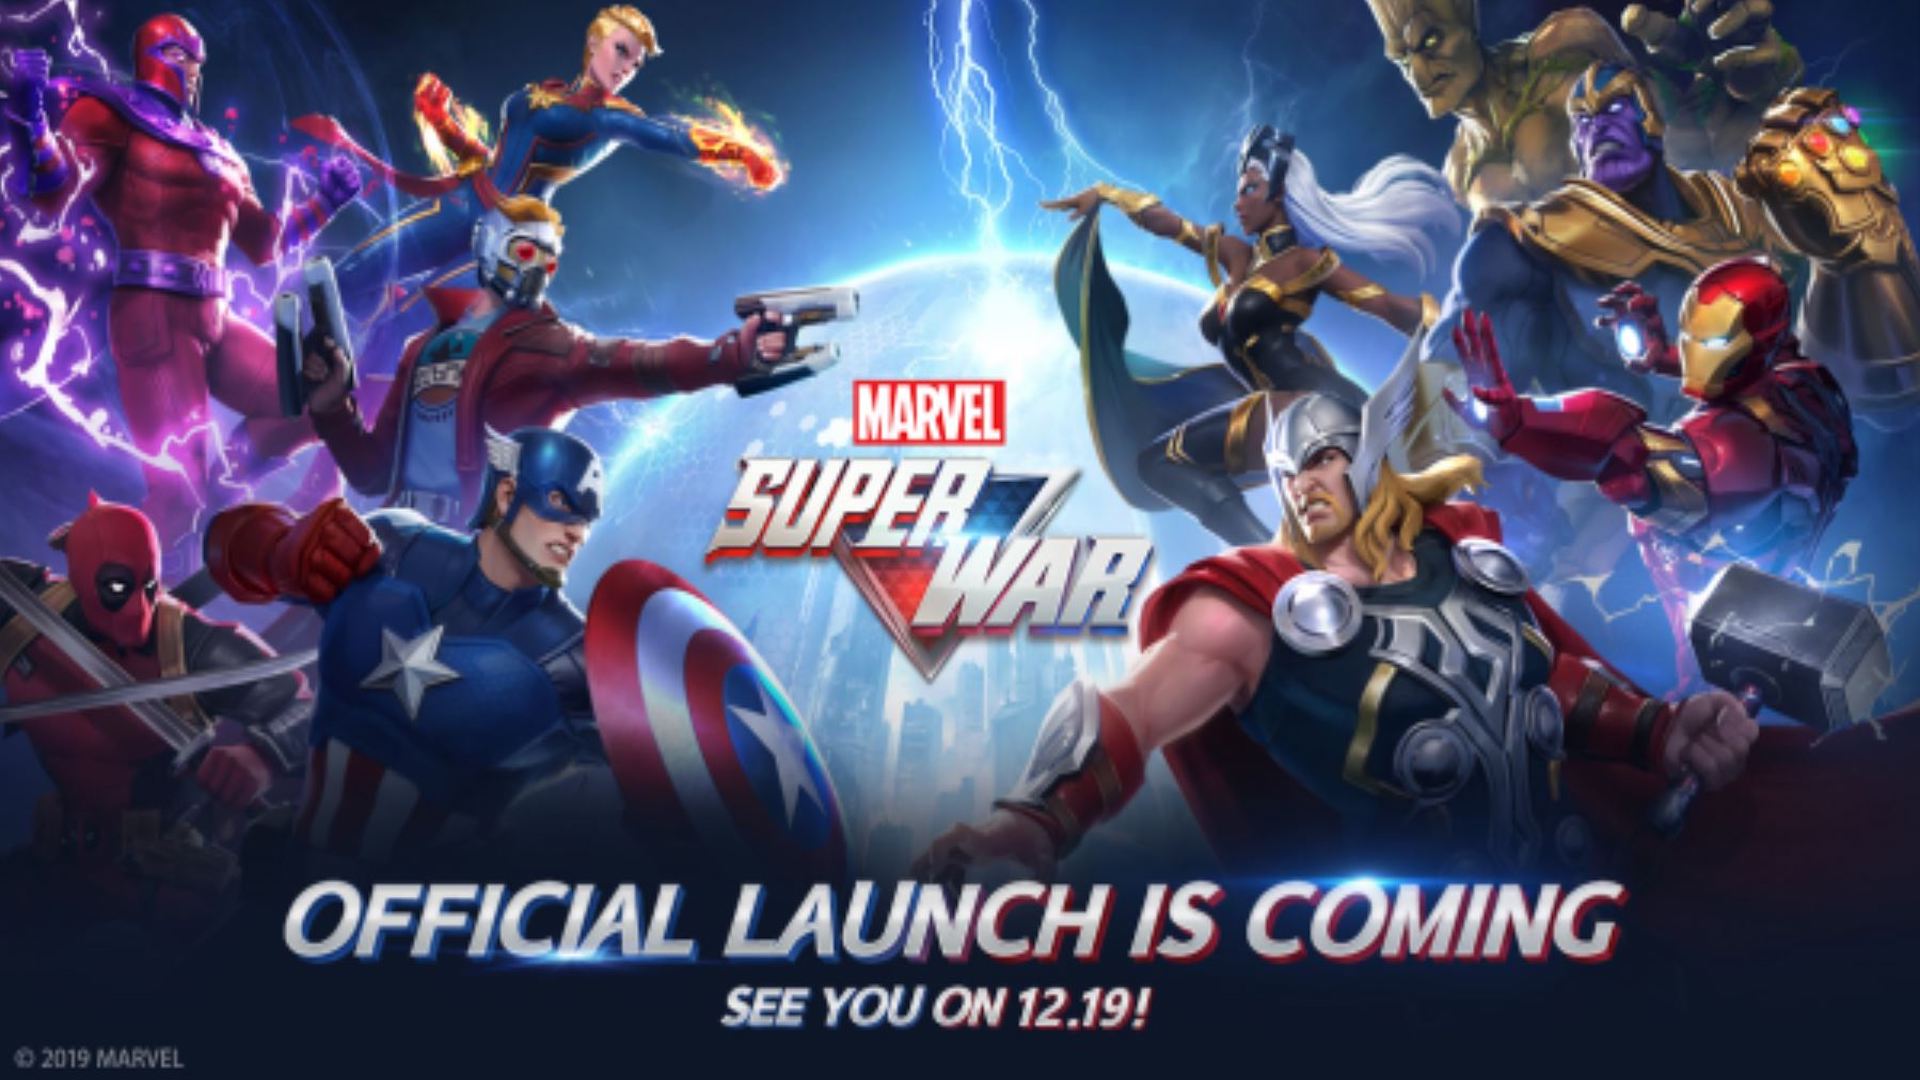 MARVEL
SUPER
WAR
OFFICIAL LAUNCH IS COMING
SEE YOU ON 12.19!
© 2019 MARVEL